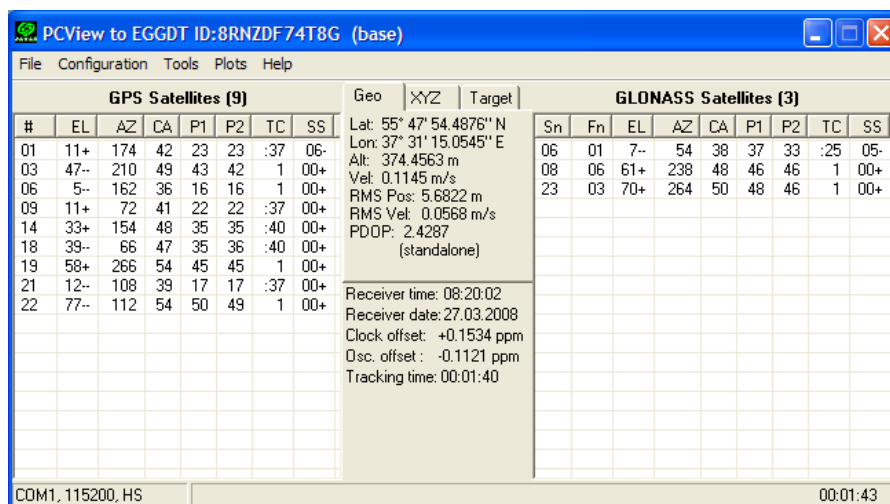 PCView to EGGDT ID:8RNZDF74T8G (base)
File Configuration Tools Plots Help
GPS Satellites (9)
# EL AZ CA P1 P2 TC SS
01 11+ 174 42 23 23 :37 06-
03 47-- 210 49 43 42 1 00+
06 5-- 162 36 16 16 1 00+
09 11+ 72 41 22 22 :37 00+
14 33+ 154 48 35 35 :40 00+
18 39-- 66 47 35 36 :40 00+
19 58+ 266 54 45 45 1 00+
21 12-- 108 39 17 17 :37 00+
22 77-- 112 54 50 49 1 00+
Geo XYZ Target
Lat: 55° 47' 54.4876'' N
Lon: 37° 31' 15.0545'' E
Alt: 374.4563 m
Vel: 0.1145 m/s
RMS Pos: 5.6822 m
RMS Vel: 0.0568 m/s
PDOP: 2.4287
(standalone)
Receiver time: 08:20:02
Receiver date: 27.03.2008
Clock offset: +0.1534 ppm
Osc. offset : -0.1121 ppm
Tracking time: 00:01:40
GLONASS Satellites (3)
Sn Fn EL AZ CA P1 P2 TC SS
06 01 7-- 54 38 37 33 :25 05-
08 06 61+ 238 48 46 46 1 00+
23 03 70+ 264 50 48 46 1 00+
COM1, 115200, HS
00:01:43